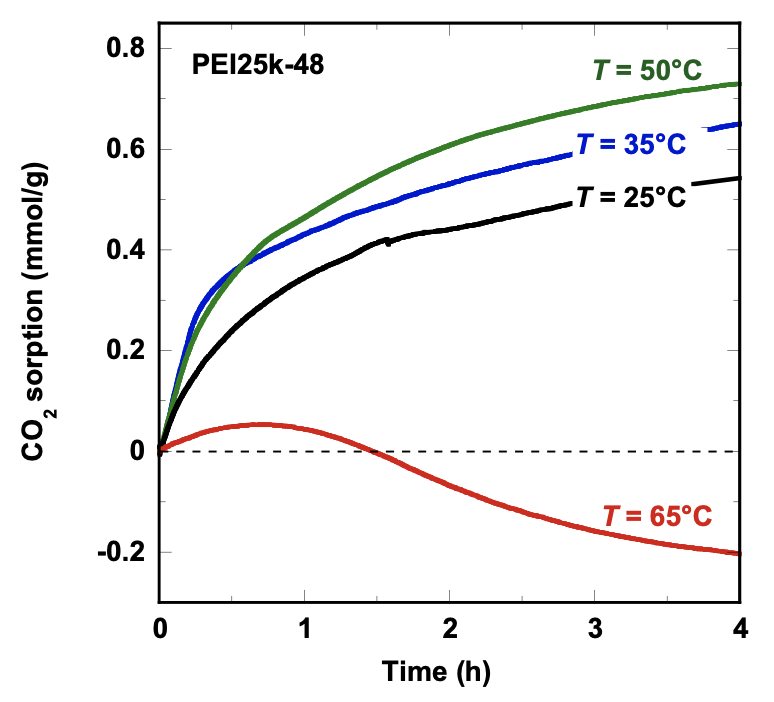 PEI25k-48
T = 50°C
T = 35°C
T = 25°C
T = 65°C
CO2 sorption (mmol/g)
0.8
0.6
0.4
0.2
0
-0.2
0 1 2 3 4
Time (h)